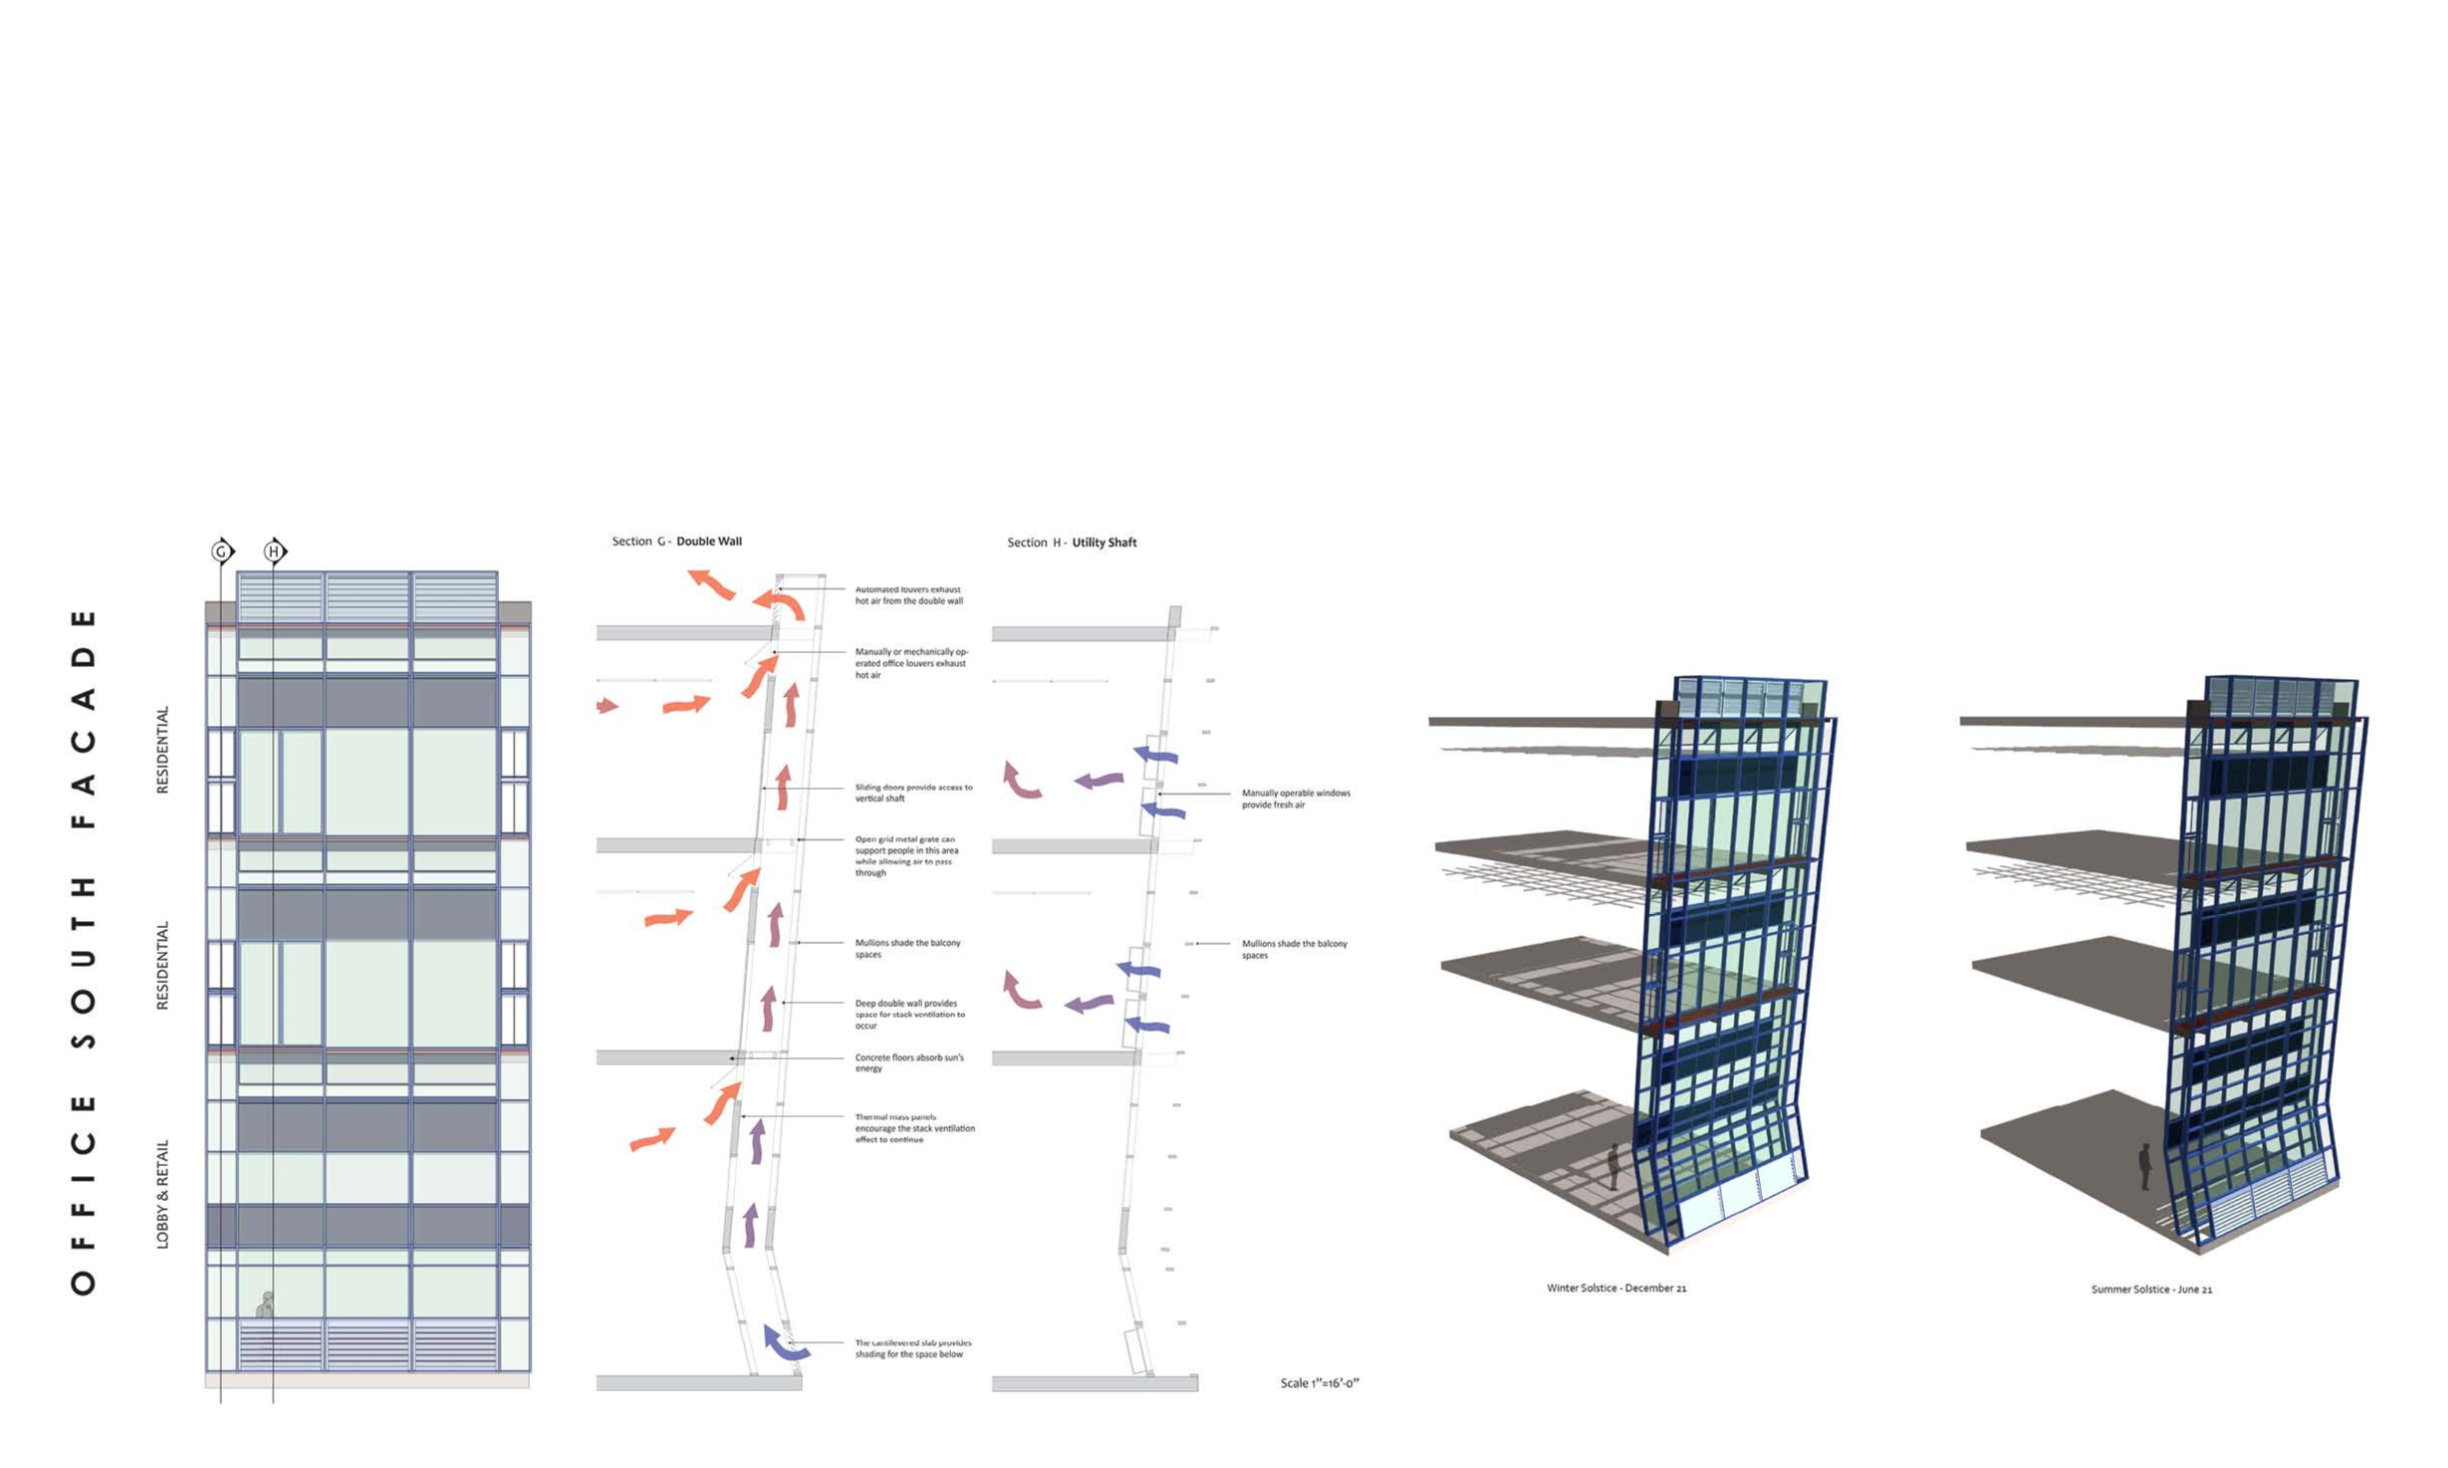 OFFICE SOUTH FACADE
RESIDENTIAL
RESIDENTIAL
LOBBY & RETAIL
G
H
Section G - Double Wall
Automated louvers exhaust
hot air from the double wall
Manually or mechanically op-
erated office louvers exhaust
hot air
Sliding doors provide access to
vertical shaft
Open grid metal grate can
support people in this area
while allowing air to pass
through
Mullions shade the balcony
spaces
Deep double wall provides
space for stack ventilation to
occur
Concrete floors absorb sun's
energy
Thermal mass panels
encourage the stack ventilation
effect to continue
The cantilevered slab provides
shading for the space below
Section H - Utility Shaft
Manually operable windows
provide fresh air
Mullions shade the balcony
spaces
Scale 1"=16'-0"
Winter Solstice - December 21
Summer Solstice - June 21